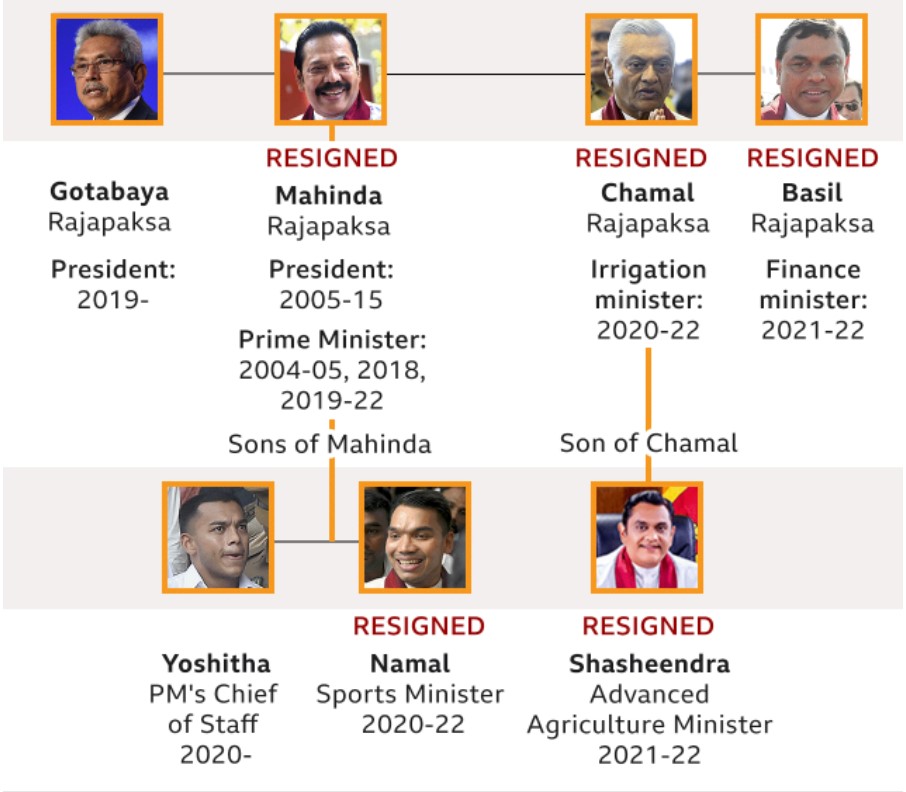 RESIGNED
RESIGNED
RESIGNED
Gotabaya
Rajapaksa
President:
2019-
Mahinda
Rajapaksa
President:
2005-15
Prime Minister:
2004-05, 2018,
2019-22
Chamal
Rajapaksa
Irrigation
minister:
2020-22
Basil
Rajapaksa
Finance
minister:
2021-22
Sons of Mahinda
Son of Chamal
RESIGNED
RESIGNED
Yoshitha
PM's Chief
of Staff
2020-
Namal
Sports Minister
2020-22
Shasheendra
Advanced
Agriculture Minister
2021-22